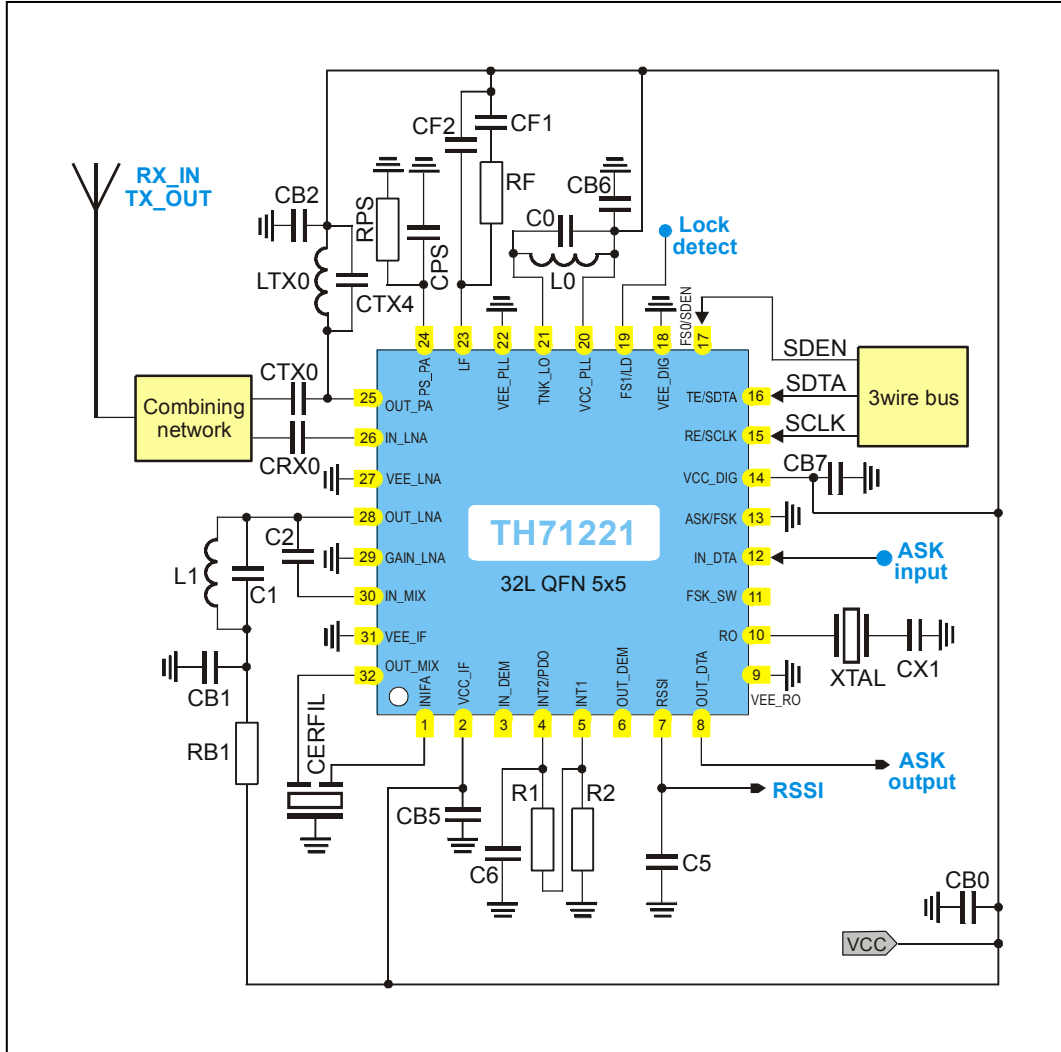 CF2
CF1
RX_IN
TX_OUT
CB2
RPS
CPS
RF
CB6
C0
L0
Lock
detect
LTX0
CTX4
24
23
22
21
20
19
18
17
PS_PA
LF
VEE_PLL
TNK_LO
VCC_PLL
FS1/LD
VEE_DIG
FS0/SDEN
SDEN
SDTA
SCLK
3wire bus
CTX0
CRX0
Combining
network
25
OUT_PA
26
IN_LNA
27
VEE_LNA
28
OUT_LNA
29
GAIN_LNA
30
IN_MIX
31
VEE_IF
32
OUT_MIX
TE/SDTA
16
RE/SCLK
15
VCC_DIG
14
CB7
ASK/FSK
13
IN_DTA
12
ASK
input
FSK_SW
11
RO
10
9
VEE_RO
XTAL
CX1
TH71221
32L QFN 5x5
C2
L1
C1
CB1
RB1
CERFIL
INIFA
VCC_IF
IN_DEM
INT2/PDO
INT1
OUT_DEM
RSSI
OUT_DTA
1
2
3
4
5
6
7
8
CB5
C6
R1
R2
C5
RSSI
ASK
output
CB0
VCC